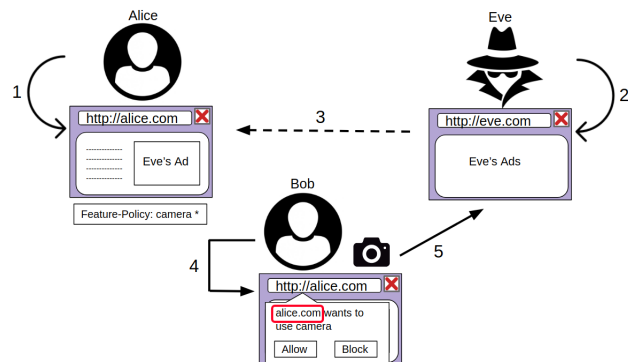 Alice
Eve
1
http://alice.com
Eve's Ad
Feature-Policy: camera *
3
2
http://eve.com
Eve's Ads
Bob
4
5
http://alice.com
alice.com wants to
use camera
Allow
Block